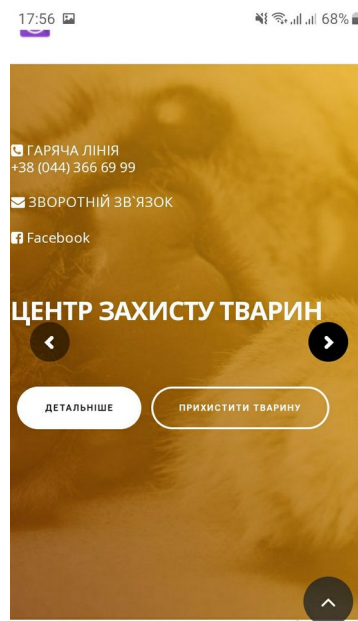 17:56 68%
ГАРЯЧА ЛІНІЯ
+38 (044) 366 69 99
ЗВОРОТНІЙ ЗВ`ЯЗОК
Facebook
ЦЕНТР ЗАХИСТУ ТВАРИН
ДЕТАЛЬНІШЕ ПРИХИСТИТИ ТВАРИНУ